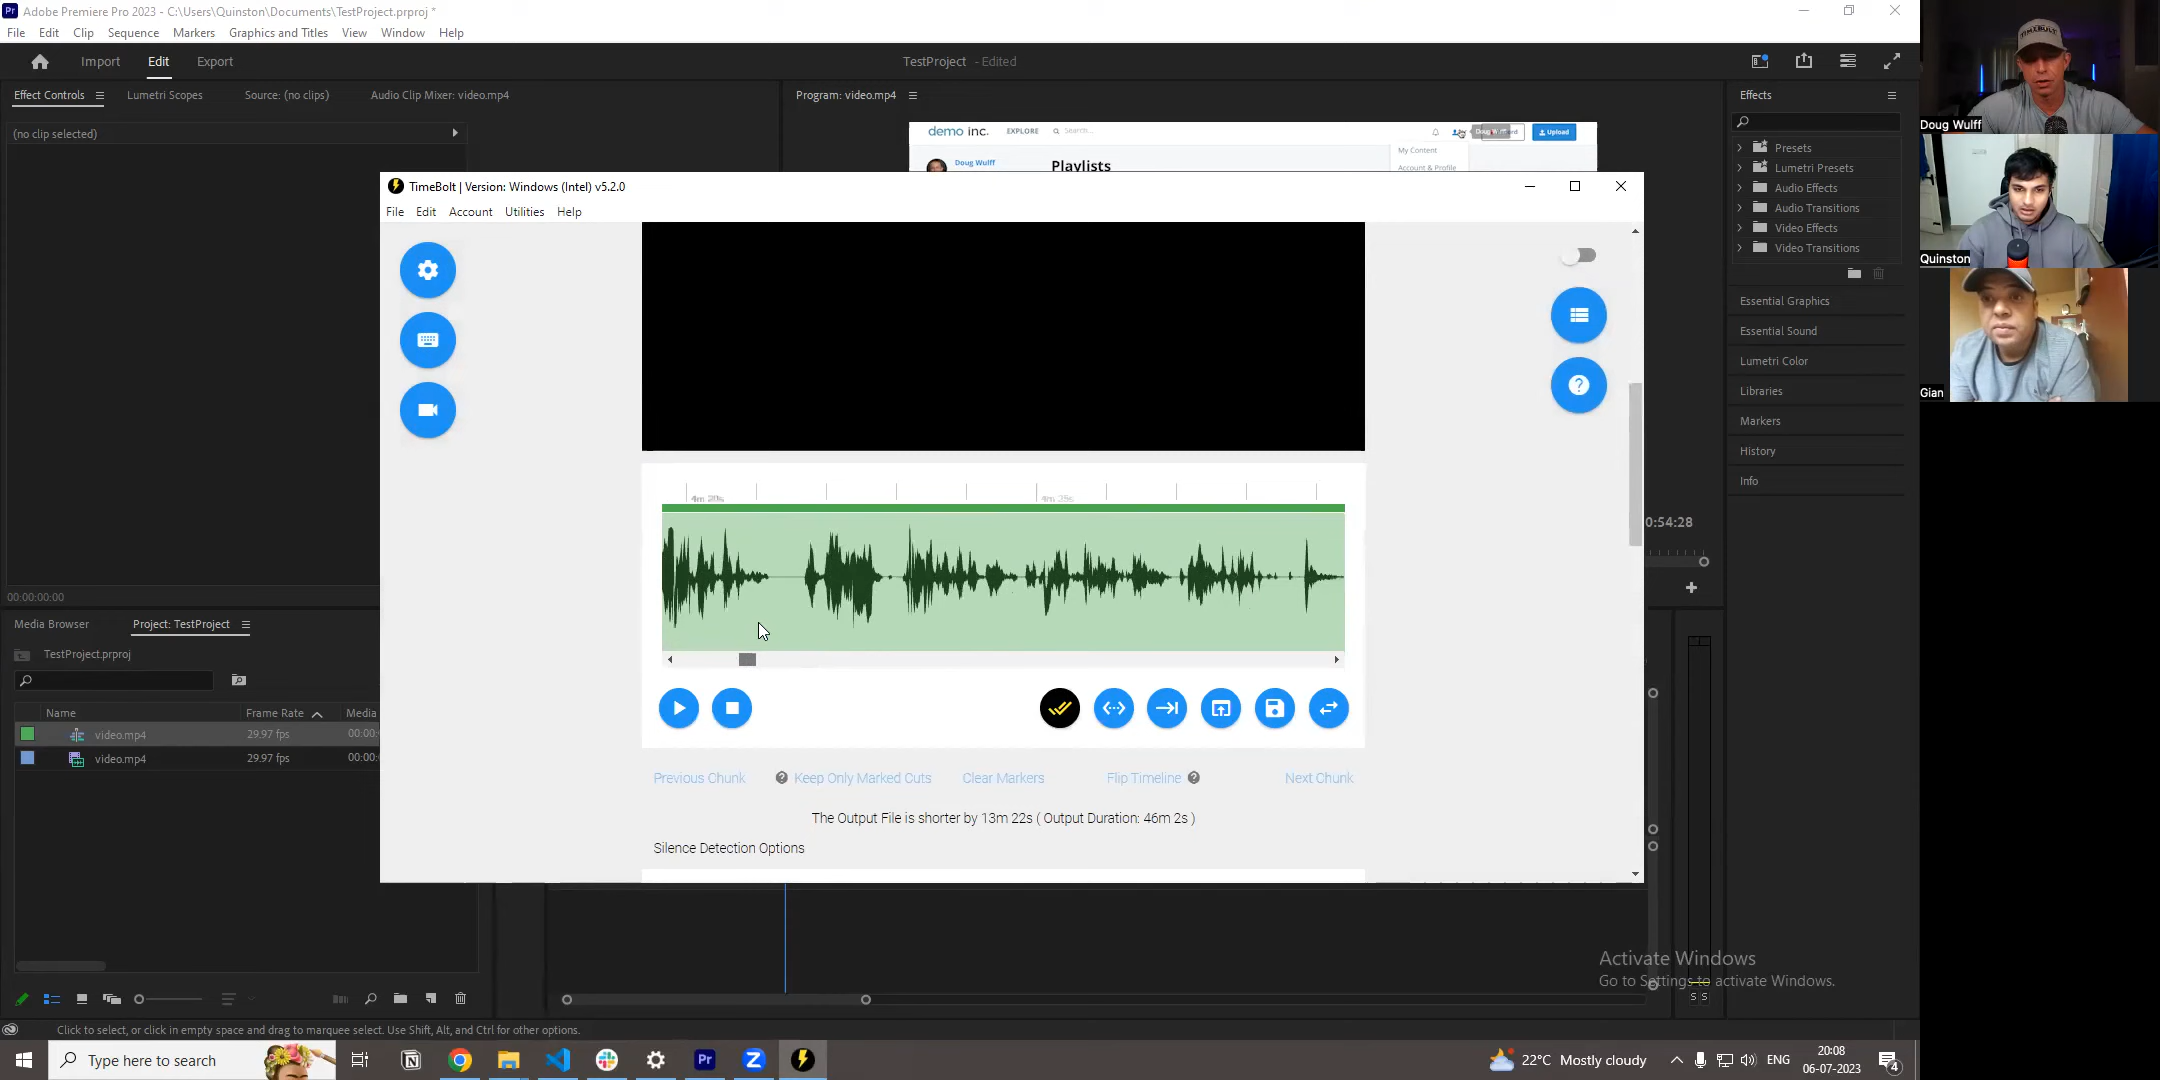 Adobe Premiere Pro 2023 - C:\Users\Quinston\Documents\TestProject.prproj *
File Edit Clip Sequence Markers Graphics and Titles View Window Help
Import Edit Export
TestProject - Edited
Effect Controls Lumetri Scopes Source: (no clips) Audio Clip Mixer: video.mp4
Program: video.mp4
Effects
(no clip selected)
demo inc. EXPLORE Search... Upload
My Content
Doug Wulff Playlists
Account & Profile
Presets
Lumetri Presets
Audio Effects
Audio Transitions
Video Effects
Video Transitions
Essential Graphics
Essential Sound
Lumetri Color
Libraries
Markers
History
Info
Doug Wulff
Quinston
Gian
TimeBolt | Version: Windows (Intel) v5.2.0
File Edit Account Utilities Help
4m 20s
Previous Chunk Keep Only Marked Cuts Clear Markers Flip Timeline Next Chunk
The Output File is shorter by 13m 22s ( Output Duration: 46m 2s )
Silence Detection Options
0:54:28
00:00:00:00
Media Browser Project: TestProject
TestProject.prproj
Name Frame Rate Media
video.mp4 29.97 fps 00:00:
video.mp4 29.97 fps 00:00:
Activate Windows
Go to Settings to activate Windows.
S S
Click to select, or click in empty space and drag to marquee select. Use Shift, Alt, and Ctrl for other options.
Type here to search
22°C Mostly cloudy
ENG
20:08
06-07-2023
4